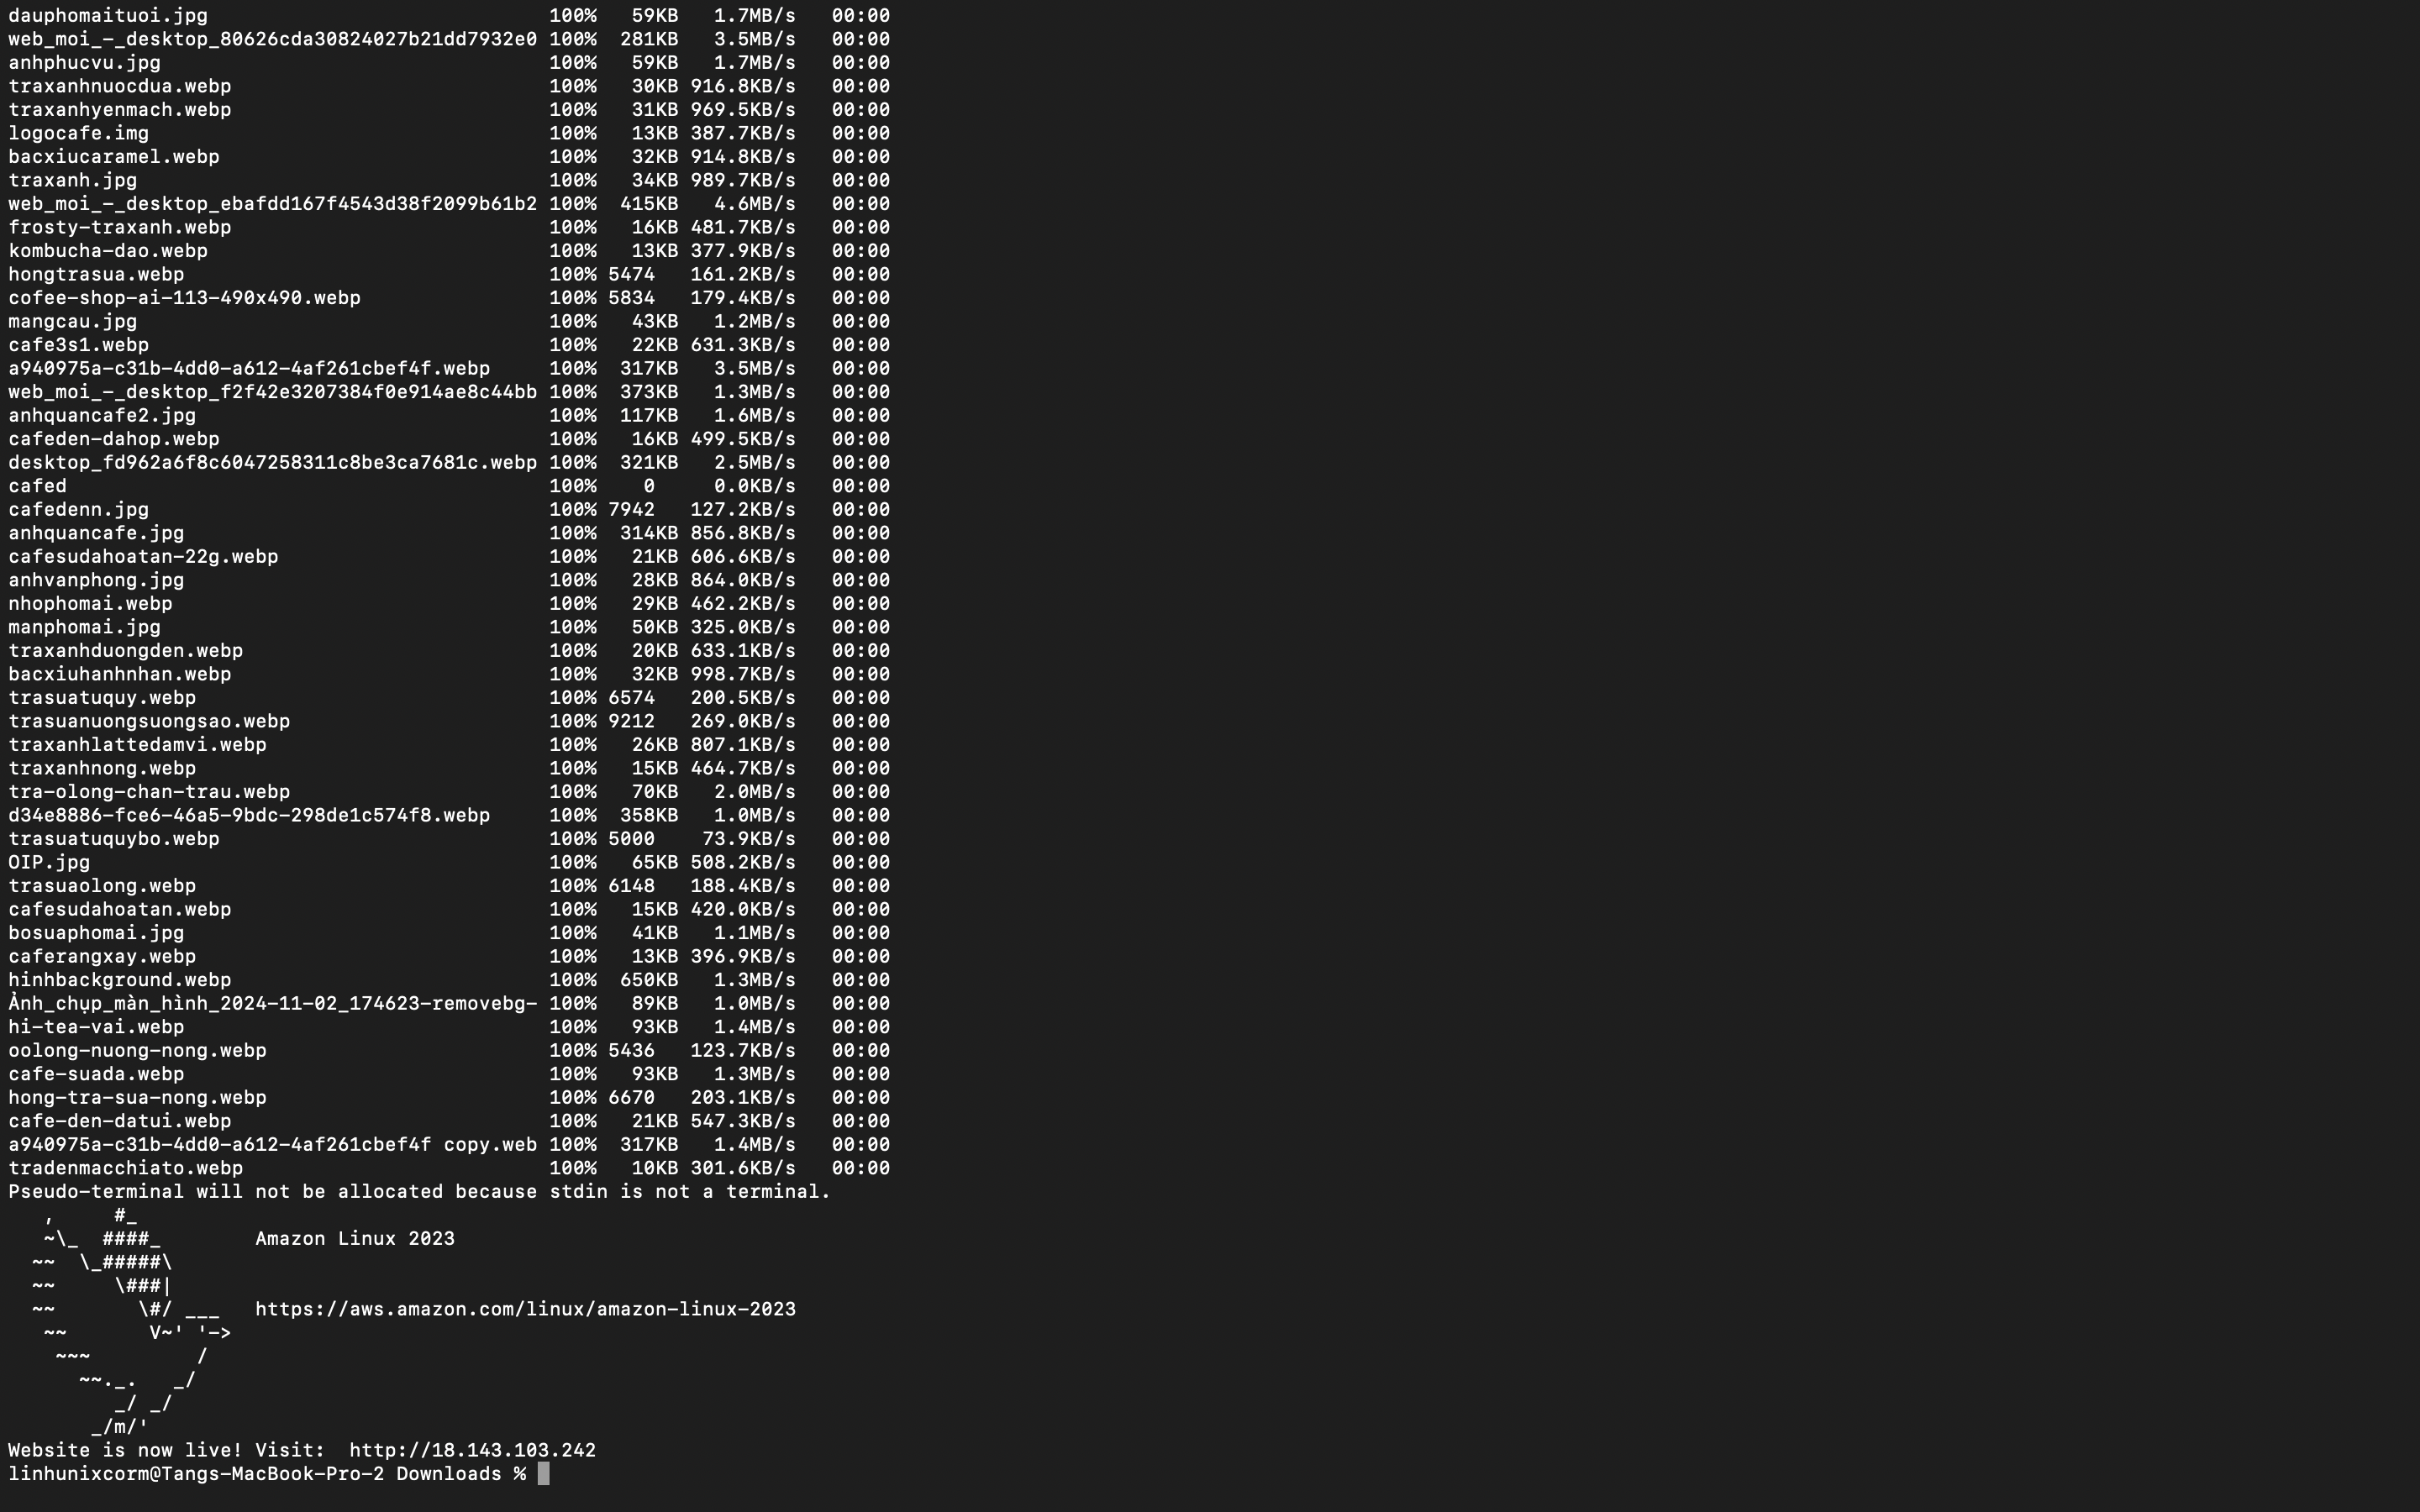 dauphomaituoi.jpg 100% 59KB 1.7MB/s 00:00
web_moi_-_desktop_80626cda30824027b21dd7932e0 100% 281KB 3.5MB/s 00:00
anhphucvu.jpg 100% 59KB 1.7MB/s 00:00
traxanhnuocdua.webp 100% 30KB 916.8KB/s 00:00
traxanhyenmach.webp 100% 31KB 969.5KB/s 00:00
logocafe.img 100% 13KB 387.7KB/s 00:00
bacxiucaramel.webp 100% 32KB 914.8KB/s 00:00
traxanh.jpg 100% 34KB 989.7KB/s 00:00
web_moi_-_desktop_ebafdd167f4543d38f2099b61b2 100% 415KB 4.6MB/s 00:00
frosty-traxanh.webp 100% 16KB 481.7KB/s 00:00
kombucha-dao.webp 100% 13KB 377.9KB/s 00:00
hongtrasua.webp 100% 5474 161.2KB/s 00:00
cofee-shop-ai-113-490x490.webp 100% 5834 179.4KB/s 00:00
mangcau.jpg 100% 43KB 1.2MB/s 00:00
cafe3s1.webp 100% 22KB 631.3KB/s 00:00
a940975a-c31b-4dd0-a612-4af261cbef4f.webp 100% 317KB 3.5MB/s 00:00
web_moi_-_desktop_f2f42e3207384f0e914ae8c44bb 100% 373KB 1.3MB/s 00:00
anhquancafe2.jpg 100% 117KB 1.6MB/s 00:00
cafeden-dahop.webp 100% 16KB 499.5KB/s 00:00
desktop_fd962a6f8c6047258311c8be3ca7681c.webp 100% 321KB 2.5MB/s 00:00
cafed 100% 0 0.0KB/s 00:00
cafedenn.jpg 100% 7942 127.2KB/s 00:00
anhquancafe.jpg 100% 314KB 856.8KB/s 00:00
cafesudahoatan-22g.webp 100% 21KB 606.6KB/s 00:00
anhvanphong.jpg 100% 28KB 864.0KB/s 00:00
nhophomai.webp 100% 29KB 462.2KB/s 00:00
manphomai.jpg 100% 50KB 325.0KB/s 00:00
traxanhduongden.webp 100% 20KB 633.1KB/s 00:00
bacxiuhanhnhan.webp 100% 32KB 998.7KB/s 00:00
trasuatuquy.webp 100% 6574 200.5KB/s 00:00
trasuanuongsuongsao.webp 100% 9212 269.0KB/s 00:00
traxanhlattedamvi.webp 100% 26KB 807.1KB/s 00:00
traxanhnong.webp 100% 15KB 464.7KB/s 00:00
tra-olong-chan-trau.webp 100% 70KB 2.0MB/s 00:00
d34e8886-fce6-46a5-9bdc-298de1c574f8.webp 100% 358KB 1.0MB/s 00:00
trasuatuquybo.webp 100% 5000 73.9KB/s 00:00
OIP.jpg 100% 65KB 508.2KB/s 00:00
trasuaolong.webp 100% 6148 188.4KB/s 00:00
cafesudahoatan.webp 100% 15KB 420.0KB/s 00:00
bosuaphomai.jpg 100% 41KB 1.1MB/s 00:00
caferangxay.webp 100% 13KB 396.9KB/s 00:00
hinhbackground.webp 100% 650KB 1.3MB/s 00:00
Ảnh_chụp_màn_hình_2024-11-02_174623-removebg- 100% 89KB 1.0MB/s 00:00
hi-tea-vai.webp 100% 93KB 1.4MB/s 00:00
oolong-nuong-nong.webp 100% 5436 123.7KB/s 00:00
cafe-suada.webp 100% 93KB 1.3MB/s 00:00
hong-tra-sua-nong.webp 100% 6670 203.1KB/s 00:00
cafe-den-datui.webp 100% 21KB 547.3KB/s 00:00
a940975a-c31b-4dd0-a612-4af261cbef4f copy.web 100% 317KB 1.4MB/s 00:00
tradenmacchiato.webp 100% 10KB 301.6KB/s 00:00
Pseudo-terminal will not be allocated because stdin is not a terminal.
   ,     #_
   ~\_  ####_        Amazon Linux 2023
  ~~  \_#####\
  ~~     \###|
  ~~       \#/ ___   https://aws.amazon.com/linux/amazon-linux-2023
   ~~       V~' '->
    ~~~         /
      ~~._.   _/
         _/ _/
       _/m/'
Website is now live! Visit:  http://18.143.103.242
linhunixcorm@Tangs-MacBook-Pro-2 Downloads %